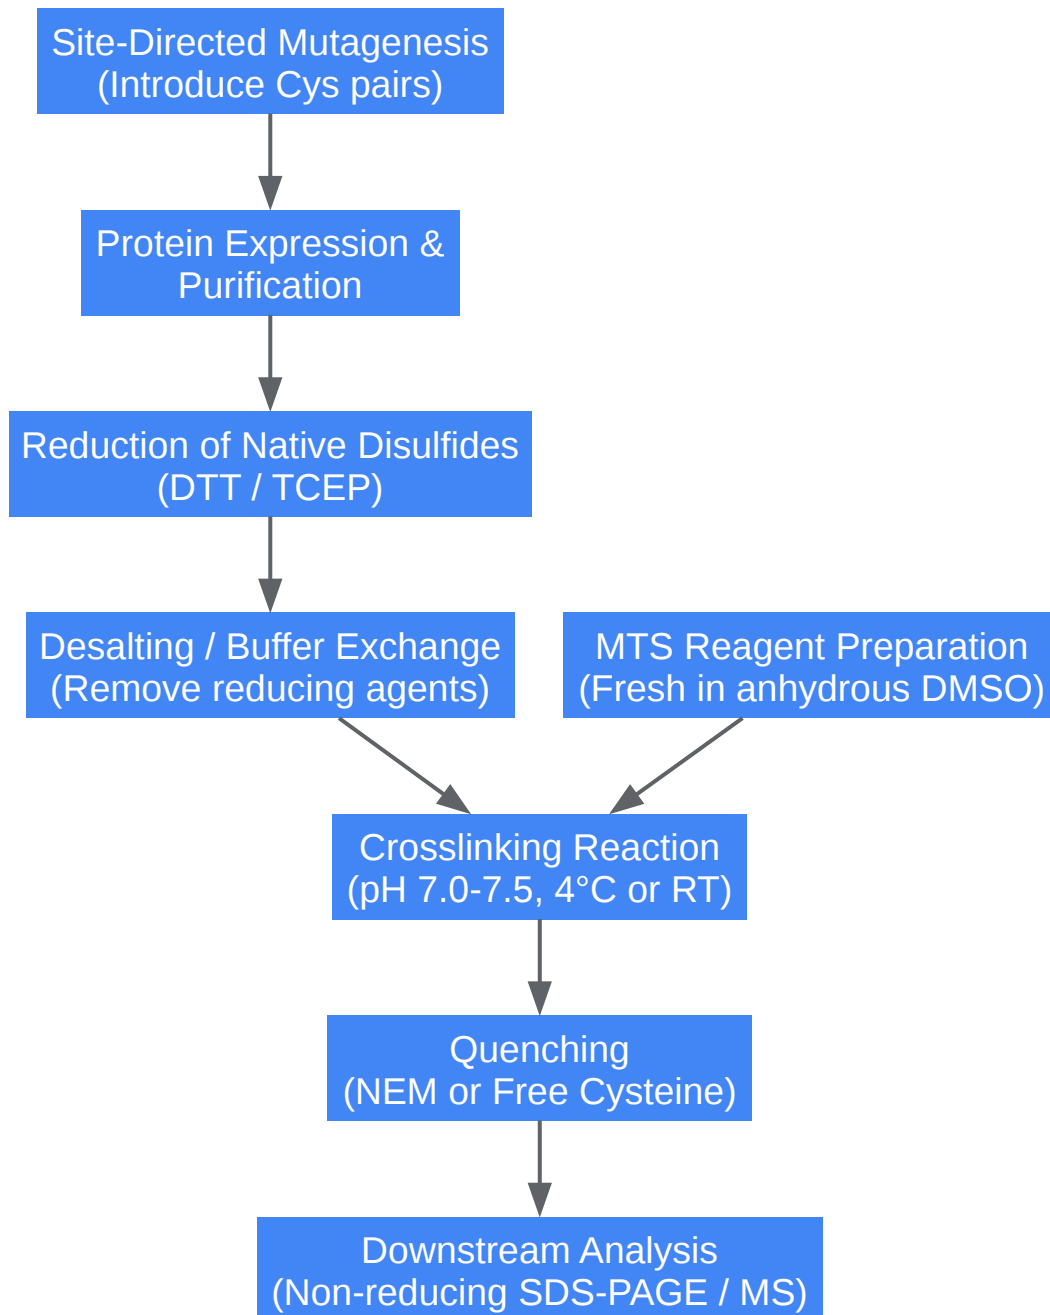 Site-Directed Mutagenesis
(Introduce Cys pairs)
Protein Expression &
Purification
Reduction of Native Disulfides
(DTT / TCEP)
Desalting / Buffer Exchange
(Remove reducing agents)
MTS Reagent Preparation
(Fresh in anhydrous DMSO)
Crosslinking Reaction
(pH 7.0-7.5, 4°C or RT)
Quenching
(NEM or Free Cysteine)
Downstream Analysis
(Non-reducing SDS-PAGE / MS)